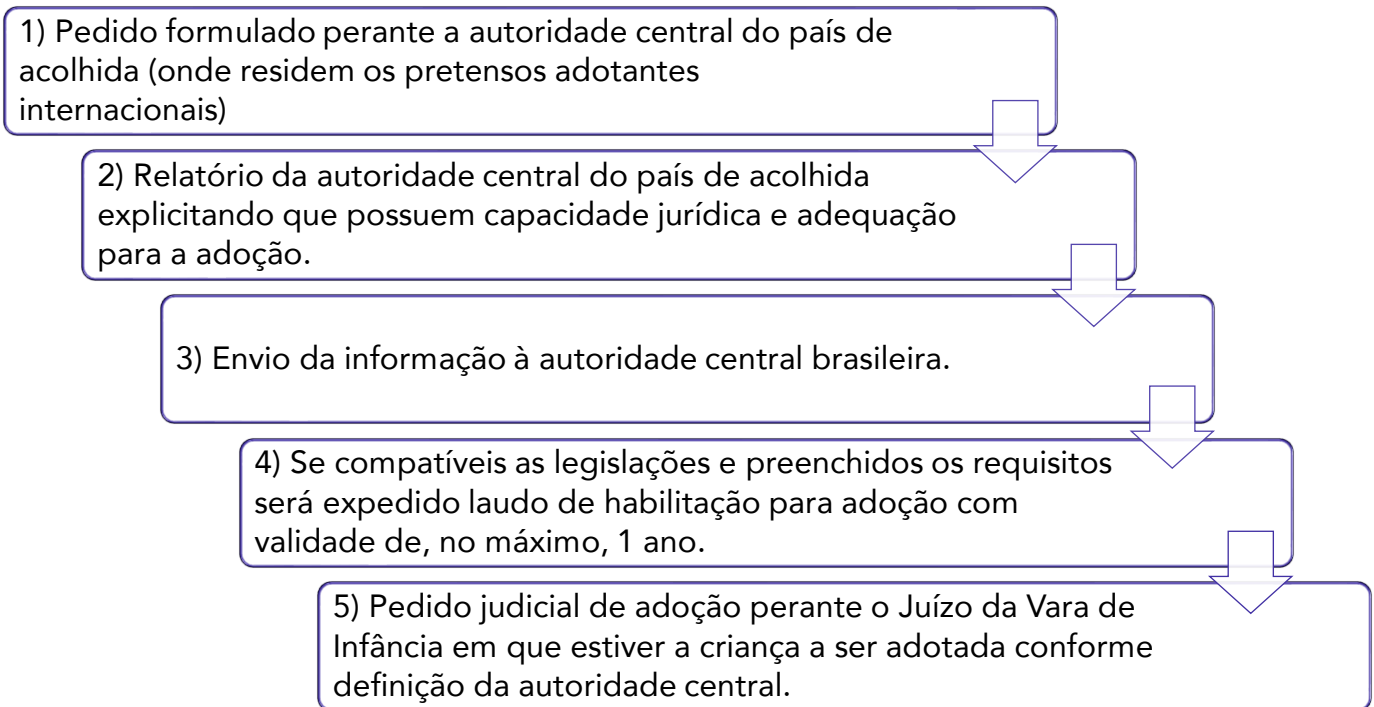 1) Pedido formulado perante a autoridade central do país de
acolhida (onde residem os pretensos adotantes
internacionais)
2) Relatório da autoridade central do país de acolhida
explicitando que possuem capacidade jurídica e adequação
para a adoção.
3) Envio da informação à autoridade central brasileira.
4) Se compatíveis as legislações e preenchidos os requisitos
será expedido laudo de habilitação para adoção com
validade de, no máximo, 1 ano.
5) Pedido judicial de adoção perante o Juízo da Vara de
Infância em que estiver a criança a ser adotada conforme
definição da autoridade central.